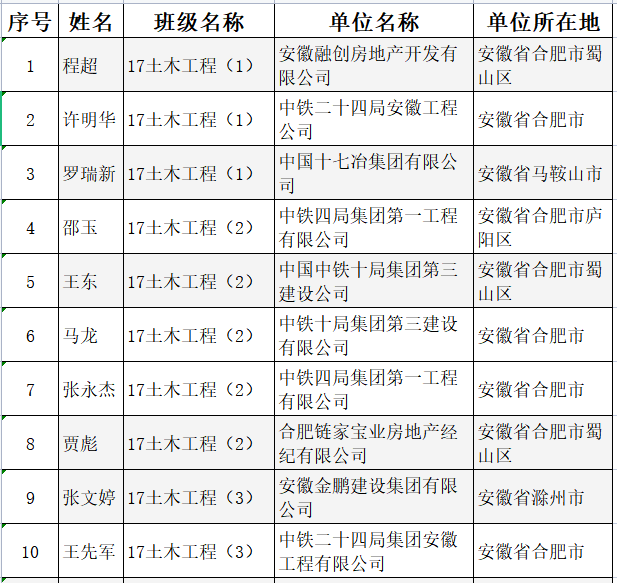 序号 姓名 班级名称 单位名称 单位所在地
1 程超 17土木工程（1） 安徽融创房地产开发有 安徽省合肥市蜀
限公司 山区
2 许明华 17土木工程（1） 中铁二十四局安徽工程 安徽省合肥市
公司
3 罗瑞新 17土木工程（1） 中国十七冶集团有限公 安徽省马鞍山市
司
4 邵玉 17土木工程（2） 中铁四局集团第一工程 安徽省合肥市庐
有限公司 阳区
5 王东 17土木工程（2） 中国中铁十局集团第三 安徽省合肥市蜀
建设公司 山区
6 马龙 17土木工程（2） 中铁十局集团第三建设 安徽省合肥市
有限公司
7 张永杰 17土木工程（2） 中铁四局集团第一工程 安徽省合肥市
有限公司
8 贾彪 17土木工程（2） 合肥链家宝业房地产经 安徽省合肥市蜀
纪有限公司 山区
9 张文婷 17土木工程（3） 安徽金鹏建设集团有限 安徽省滁州市
公司
10 王先军 17土木工程（3） 中铁二十四局集团安徽 安徽省合肥市
工程有限公司